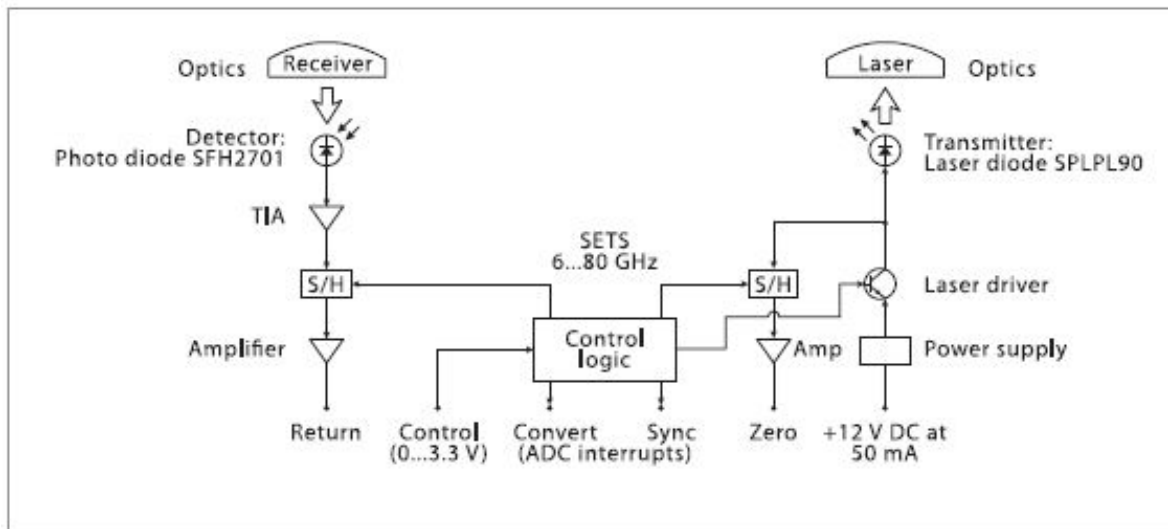 Optics
Receiver
Laser
Optics
Detector:
Photo diode SFH2701
Transmitter:
Laser diode SPLPL90
TIA
SETS
6...80 GHz
S/H
S/H
Laser driver
Amplifier
Control
logic
Amp
Power supply
Return
Control
(0...3.3 V)
Convert
Sync
(ADC interrupts)
Zero
+12 V DC at
50 mA